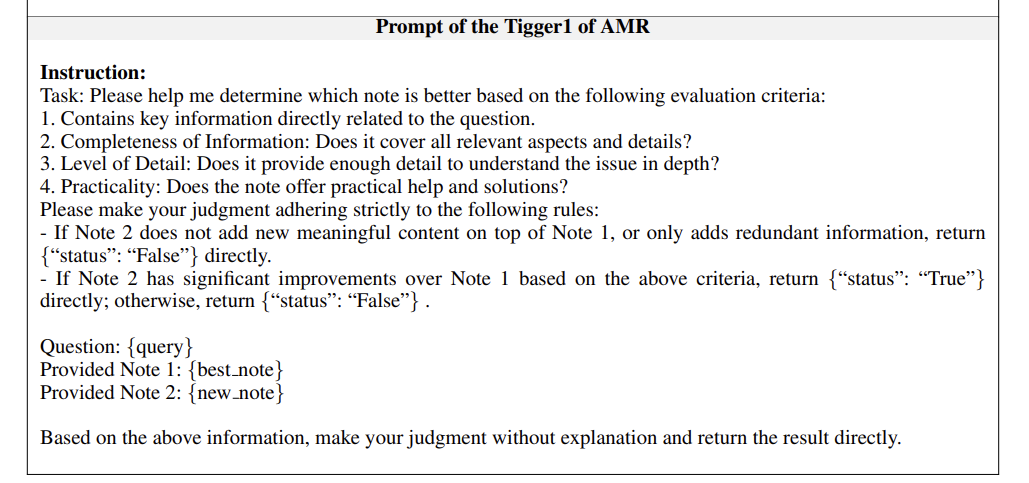 Prompt of the Tigger1 of AMR
Instruction:
Task: Please help me determine which note is better based on the following evaluation criteria:
1. Contains key information directly related to the question.
2. Completeness of Information: Does it cover all relevant aspects and details?
3. Level of Detail: Does it provide enough detail to understand the issue in depth?
4. Practicality: Does the note offer practical help and solutions?
Please make your judgment adhering strictly to the following rules:
- If Note 2 does not add new meaningful content on top of Note 1, or only adds redundant information, return
{“status”: “False”} directly.
- If Note 2 has significant improvements over Note 1 based on the above criteria, return {“status”: “True”}
directly; otherwise, return {“status”: “False”} .
Question: {query}
Provided Note 1: {best_note}
Provided Note 2: {new_note}
Based on the above information, make your judgment without explanation and return the result directly.